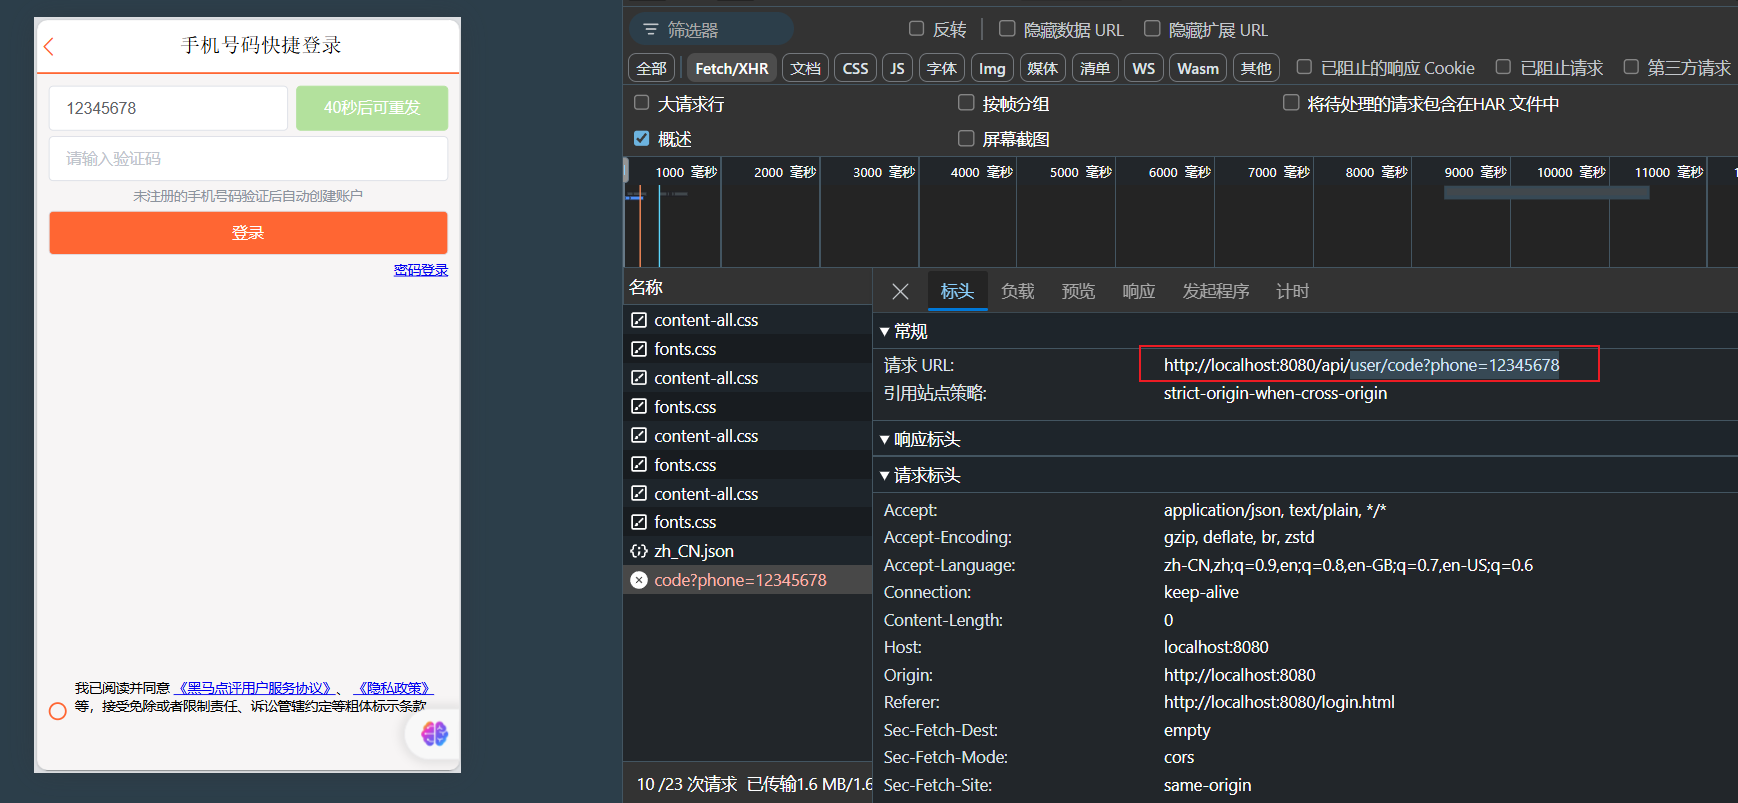 手机号码快捷登录
12345678
40秒后可重发
请输入验证码
未注册的手机号码验证后自动创建账户
登录
密码登录
我已阅读并同意 《黑马点评用户服务协议》、 《隐私政策》
等，接受免除或者限制责任、诉讼管辖约定等粗体标示条款
筛选器 反转 隐藏数据 URL 隐藏扩展 URL
全部 Fetch/XHR 文档 CSS JS 字体 Img 媒体 清单 WS Wasm 其他 已阻止的响应 Cookie 已阻止请求 第三方请求
大请求行 按帧分组 将待处理的请求包含在HAR 文件中
概述 屏幕截图
1000 毫秒 2000 毫秒 3000 毫秒 4000 毫秒 5000 毫秒 6000 毫秒 7000 毫秒 8000 毫秒 9000 毫秒 10000 毫秒 11000 毫秒
名称
content-all.css
fonts.css
content-all.css
fonts.css
content-all.css
fonts.css
content-all.css
fonts.css
zh_CN.json
code?phone=12345678
10 /23 次请求 已传输1.6 MB/1.6
标头 负载 预览 响应 发起程序 计时
常规
请求 URL: http://localhost:8080/api/user/code?phone=12345678
引用站点策略: strict-origin-when-cross-origin
响应标头
请求标头
Accept: application/json, text/plain, */*
Accept-Encoding: gzip, deflate, br, zstd
Accept-Language: zh-CN,zh;q=0.9,en;q=0.8,en-GB;q=0.7,en-US;q=0.6
Connection: keep-alive
Content-Length: 0
Host: localhost:8080
Origin: http://localhost:8080
Referer: http://localhost:8080/login.html
Sec-Fetch-Dest: empty
Sec-Fetch-Mode: cors
Sec-Fetch-Site: same-origin